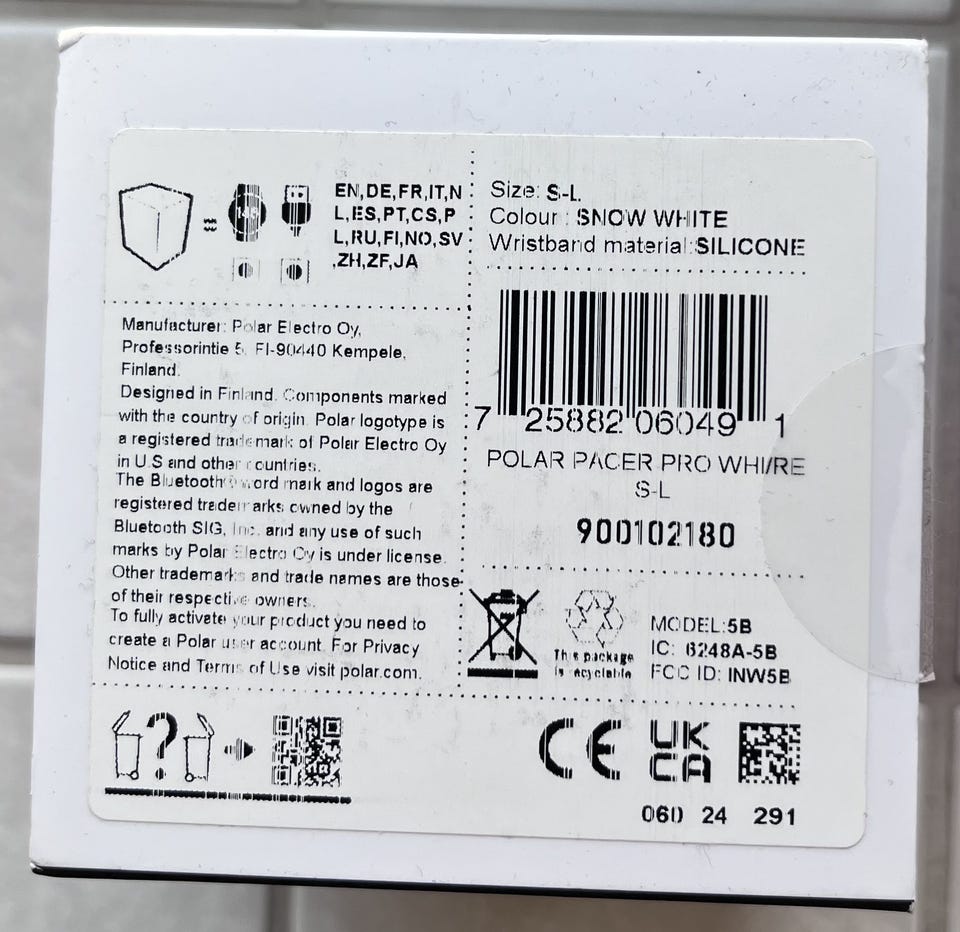 EN,DE,FR,IT,N
L,ES,PT,CS,P
L,RU,FI,NO,SV
,ZH,ZF,JA
Size: S-L
Colour : SNOW WHITE
Wristband material:SILICONE
Manufacturer: Polar Electro Oy,
Professorintie 5, FI-90440 Kempele,
Finland.
Designed in Finland. Components marked
with the country of origin. Polar logotype is
a registered trademark of Polar Electro Oy
in U.S and other countries.
The Bluetooth® word mark and logos are
registered trademarks owned by the
Bluetooth SIG, Inc. and any use of such
marks by Polar Electro Oy is under license.
Other trademarks and trade names are those
of their respective owners.
To fully activate your product you need to
create a Polar user account. For Privacy
Notice and Terms of Use visit polar.com.
7 25882 06049 1
POLAR PACER PRO WHI/RE
S-L
900102180
This package
is recyclable
MODEL:5B
IC: 6248A-5B
FCC ID: INW5B
?
CE
UK
CA
060 24 291